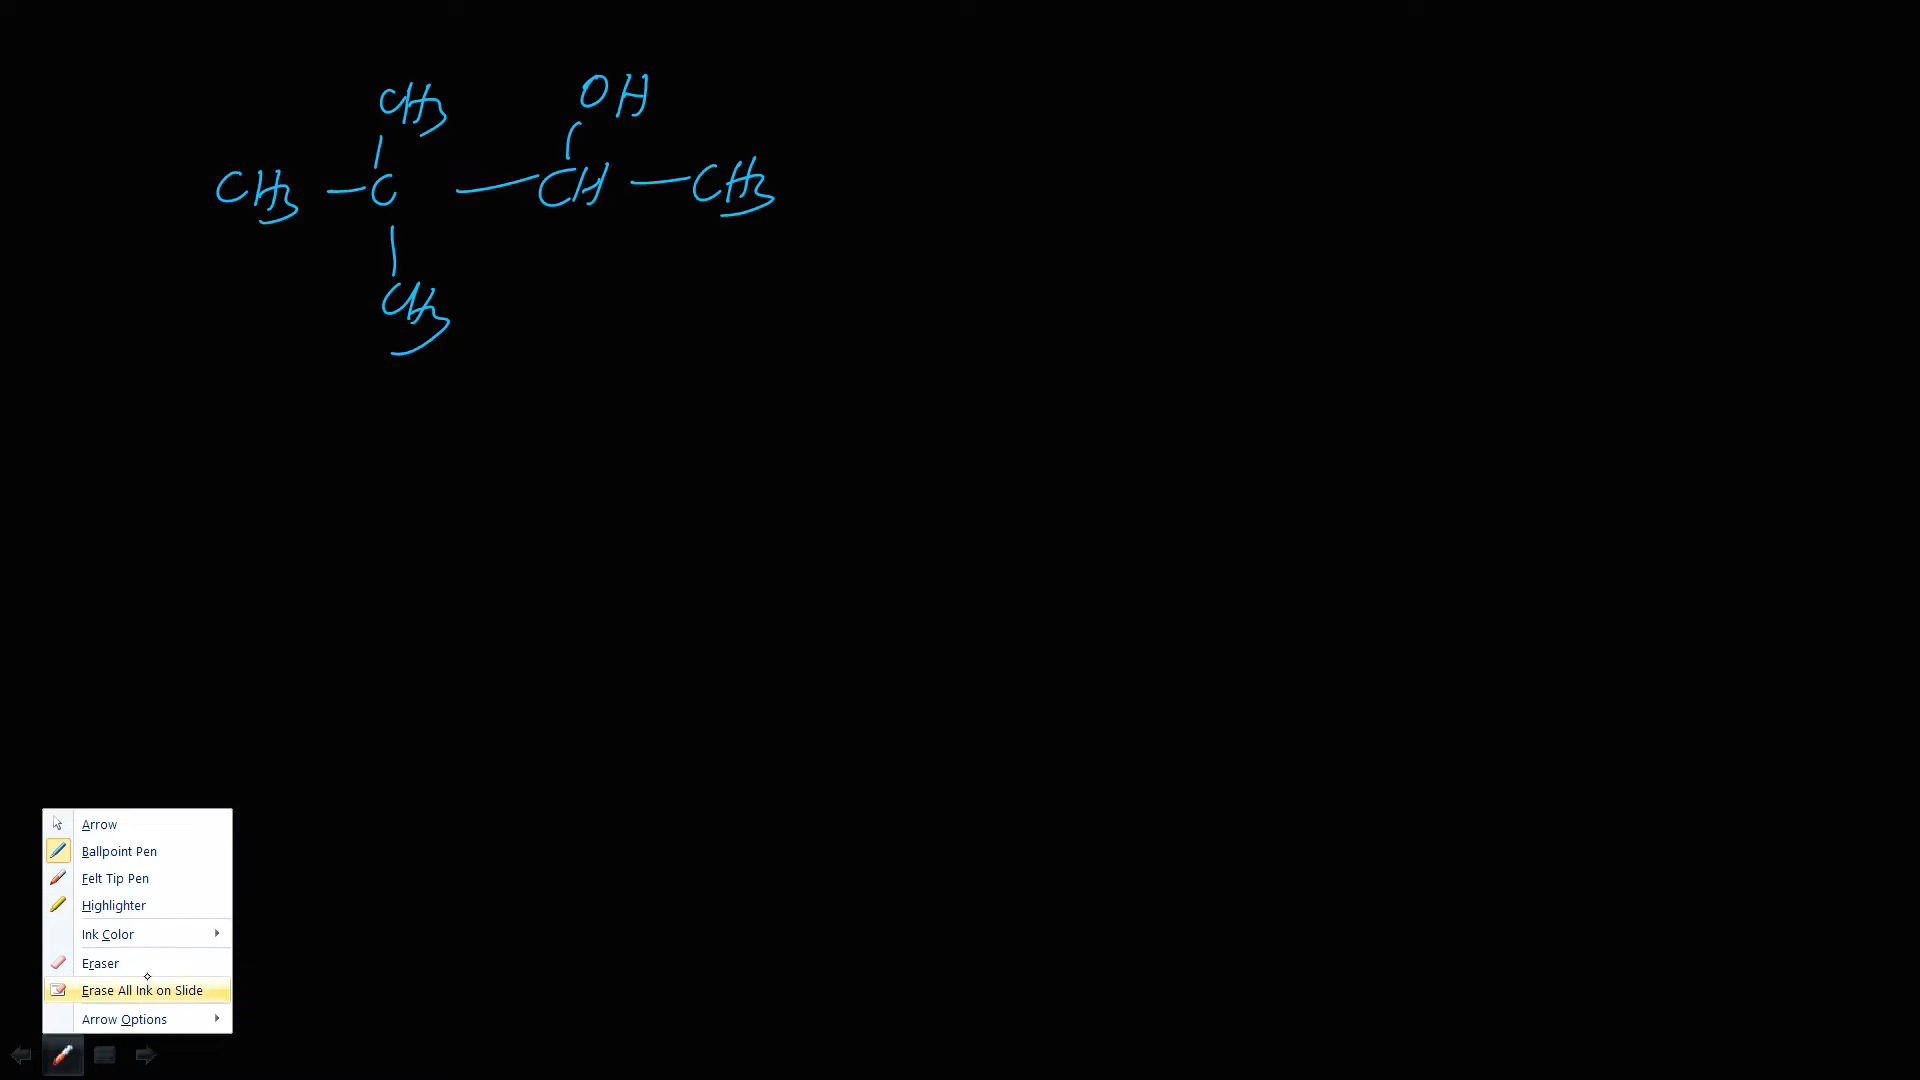 CH3 OH
CH3 - C - CH - CH3
CH3
Arrow
Ballpoint Pen
Felt Tip Pen
Highlighter
Ink Color
Eraser
Erase All Ink on Slide
Arrow Options